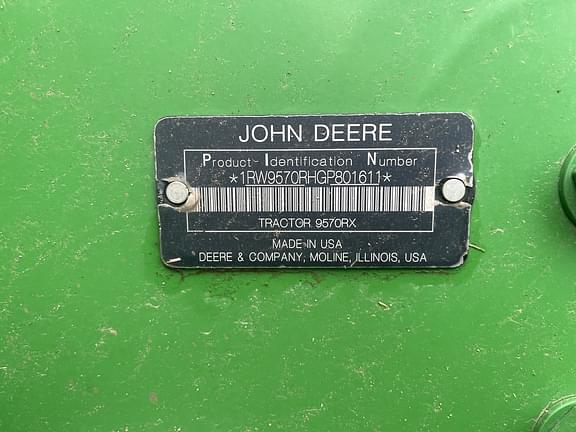 JOHN DEERE
Product Identification Number
*1RW9570RHGP801611*
TRACTOR 9570RX
MADE IN USA
DEERE & COMPANY, MOLINE, ILLINOIS, USA